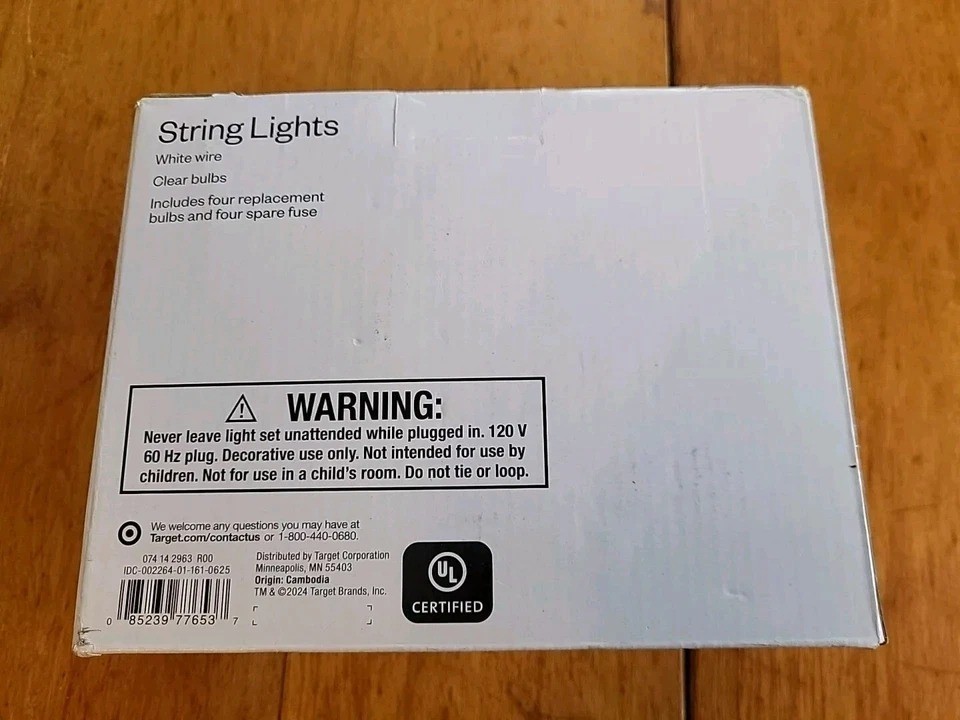 String Lights
White wire
Clear bulbs
Includes four replacement
bulbs and four spare fuse
WARNING:
Never leave light set unattended while plugged in. 120 V
60 Hz plug. Decorative use only. Not intended for use by
children. Not for use in a child's room. Do not tie or loop.
We welcome any questions you may have at
Target.com/contactus or 1-800-440-0680.
074 14 2963 R00
IDC-002264-01-161-0625
0 85239 77653 7
Distributed by Target Corporation
Minneapolis, MN 55403
Origin: Cambodia
TM & ©2024 Target Brands, Inc.
UL
CERTIFIED